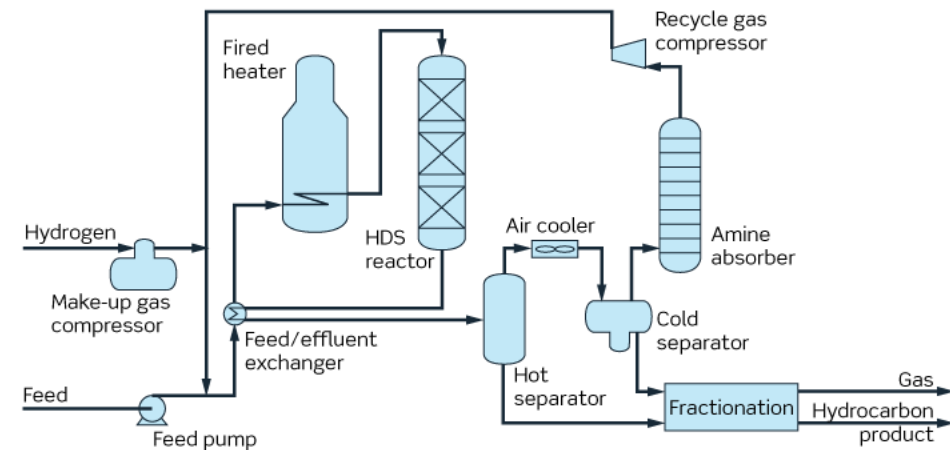 Recycle gas
compressor
Fired
heater
Hydrogen
HDS
reactor
Air cooler
Amine
absorber
Make-up gas
compressor
Feed/effluent
exchanger
Cold
separator
Hot
separator
Feed
Feed pump
Fractionation
Gas
Hydrocarbon
product